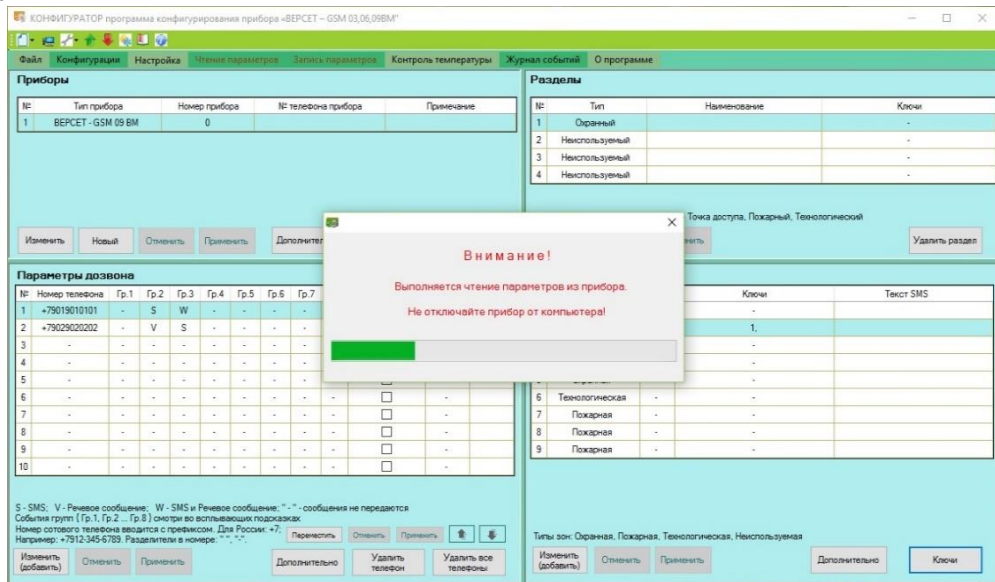 КОНФИГУРАТОР программа конфигурирования прибора «ВЕРСЕТ – GSM 03,06,09ВМ"
Файл Конфигурации Настройка Чтение параметров Запись параметров Контроль температуры Журнал событий О программе
Приборы
№ Тип прибора Номер прибора № телефона прибора Примечание
1 ВЕРСЕТ - GSM 09 ВМ 0
Изменить Новый Отменить Применить
Разделы
№ Тип Наименование Ключи
1 Охранный -
2 Неиспользуемый -
3 Неиспользуемый -
4 Неиспользуемый -
Точка доступа, Пожарный, Технологический
Удалить раздел
Внимание!
Выполняется чтение параметров из прибора.
Не отключайте прибор от компьютера!
Параметры дозвона
№ Номер телефона Гр.1 Гр.2 Гр.3 Гр.4 Гр.5 Гр.6 Гр.7
1 +79019010101 - S W - - - -
2 +79029020202 - V S - - - -
3 - - - - - - - -
4 - - - - - - - -
5 - - - - - - - -
6 - - - - - - - - - -
7 - - - - - - - - - -
8 - - - - - - - - - -
9 - - - - - - - - - -
10 - - - - - - - - - -
S - SMS; V - Речевое сообщение; W - SMS и Речевое сообщение; " - " - сообщения не передаются
События групп ( Гр.1, Гр.2 ... Гр.8 ) смотри во всплывающих подсказках
Номер сотового телефона вводится с префиксом. Для России: +7;
Например: +7912-345-6789. Разделители в номере: " ", "-".
Переместить Отменить Применить
Изменить (добавить) Отменить Применить Дополнительно Удалить телефон Удалить все телефоны
Ключи Текст SMS
-
1,
-
-
6 Технологическая - -
7 Пожарная - -
8 Пожарная - -
9 Пожарная - -
Типы зон: Охранная, Пожарная, Технологическая, Неиспользуемая
Изменить (добавить) Отменить Применить Дополнительно Ключи